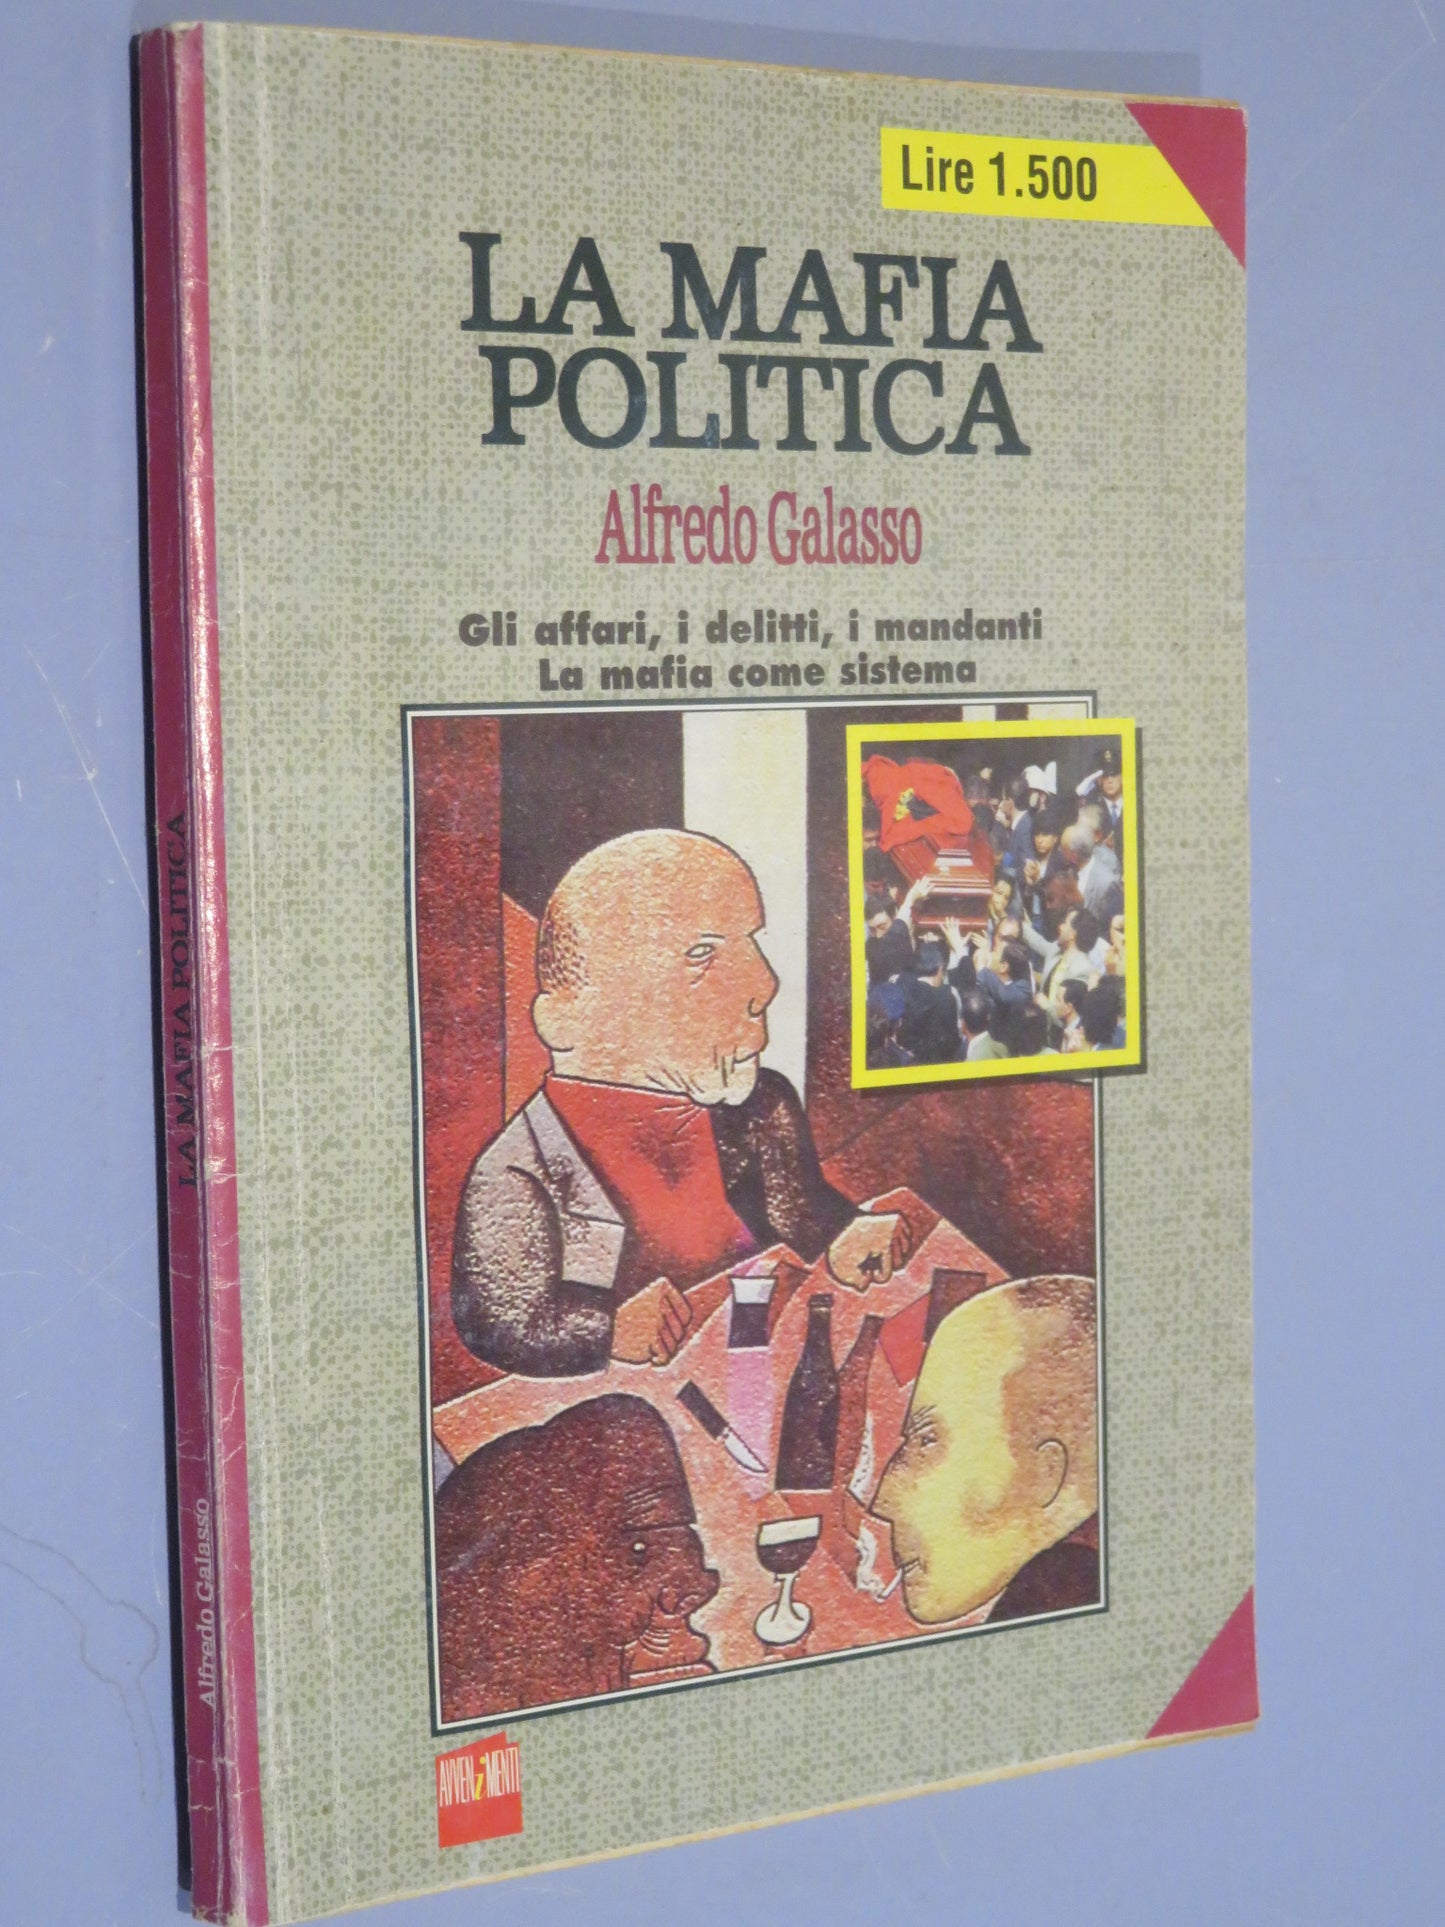 Lire 1.500
LA MAFIA
POLITICA
Alfredo Galasso
Gli affari, i delitti, i mandanti
La mafia come sistema
AVVENiMENTI
LA MAFIA POLITICA
Alfredo Galasso